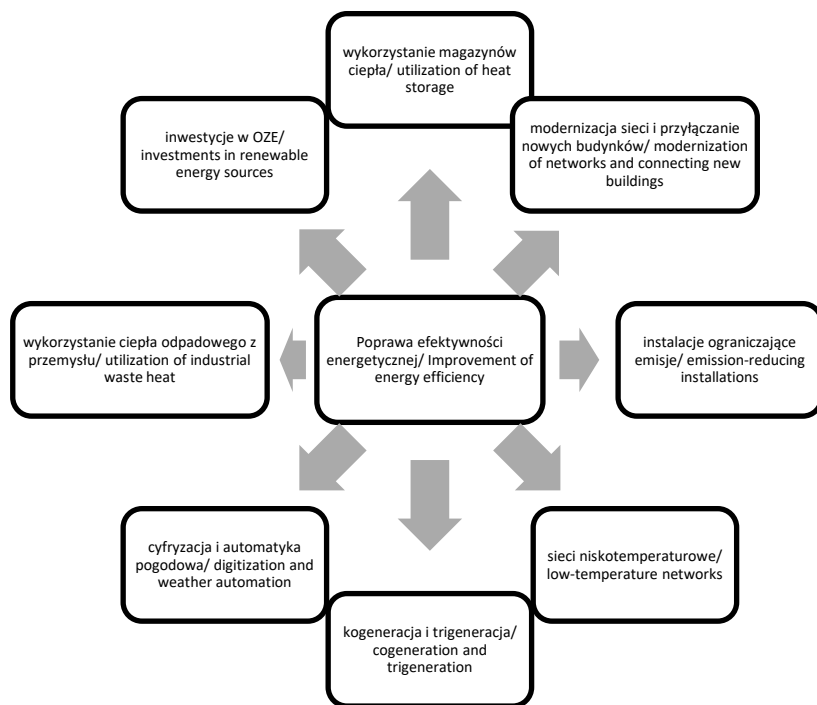 wykorzystanie magazynów
ciepła/ utilization of heat
storage
inwestycje w OZE/
investments in renewable
energy sources
modernizacja sieci i przyłączanie
nowych budynków/ modernization
of networks and connecting new
buildings
wykorzystanie ciepła odpadowego z
przemysłu/ utilization of industrial
waste heat
Poprawa efektywności
energetycznej/ Improvement of
energy efficiency
instalacje ograniczające
emisje/ emission-reducing
installations
cyfryzacja i automatyka
pogodowa/ digitization and
weather automation
sieci niskotemperaturowe/
low-temperature networks
kogeneracja i trigeneracja/
cogeneration and
trigeneration